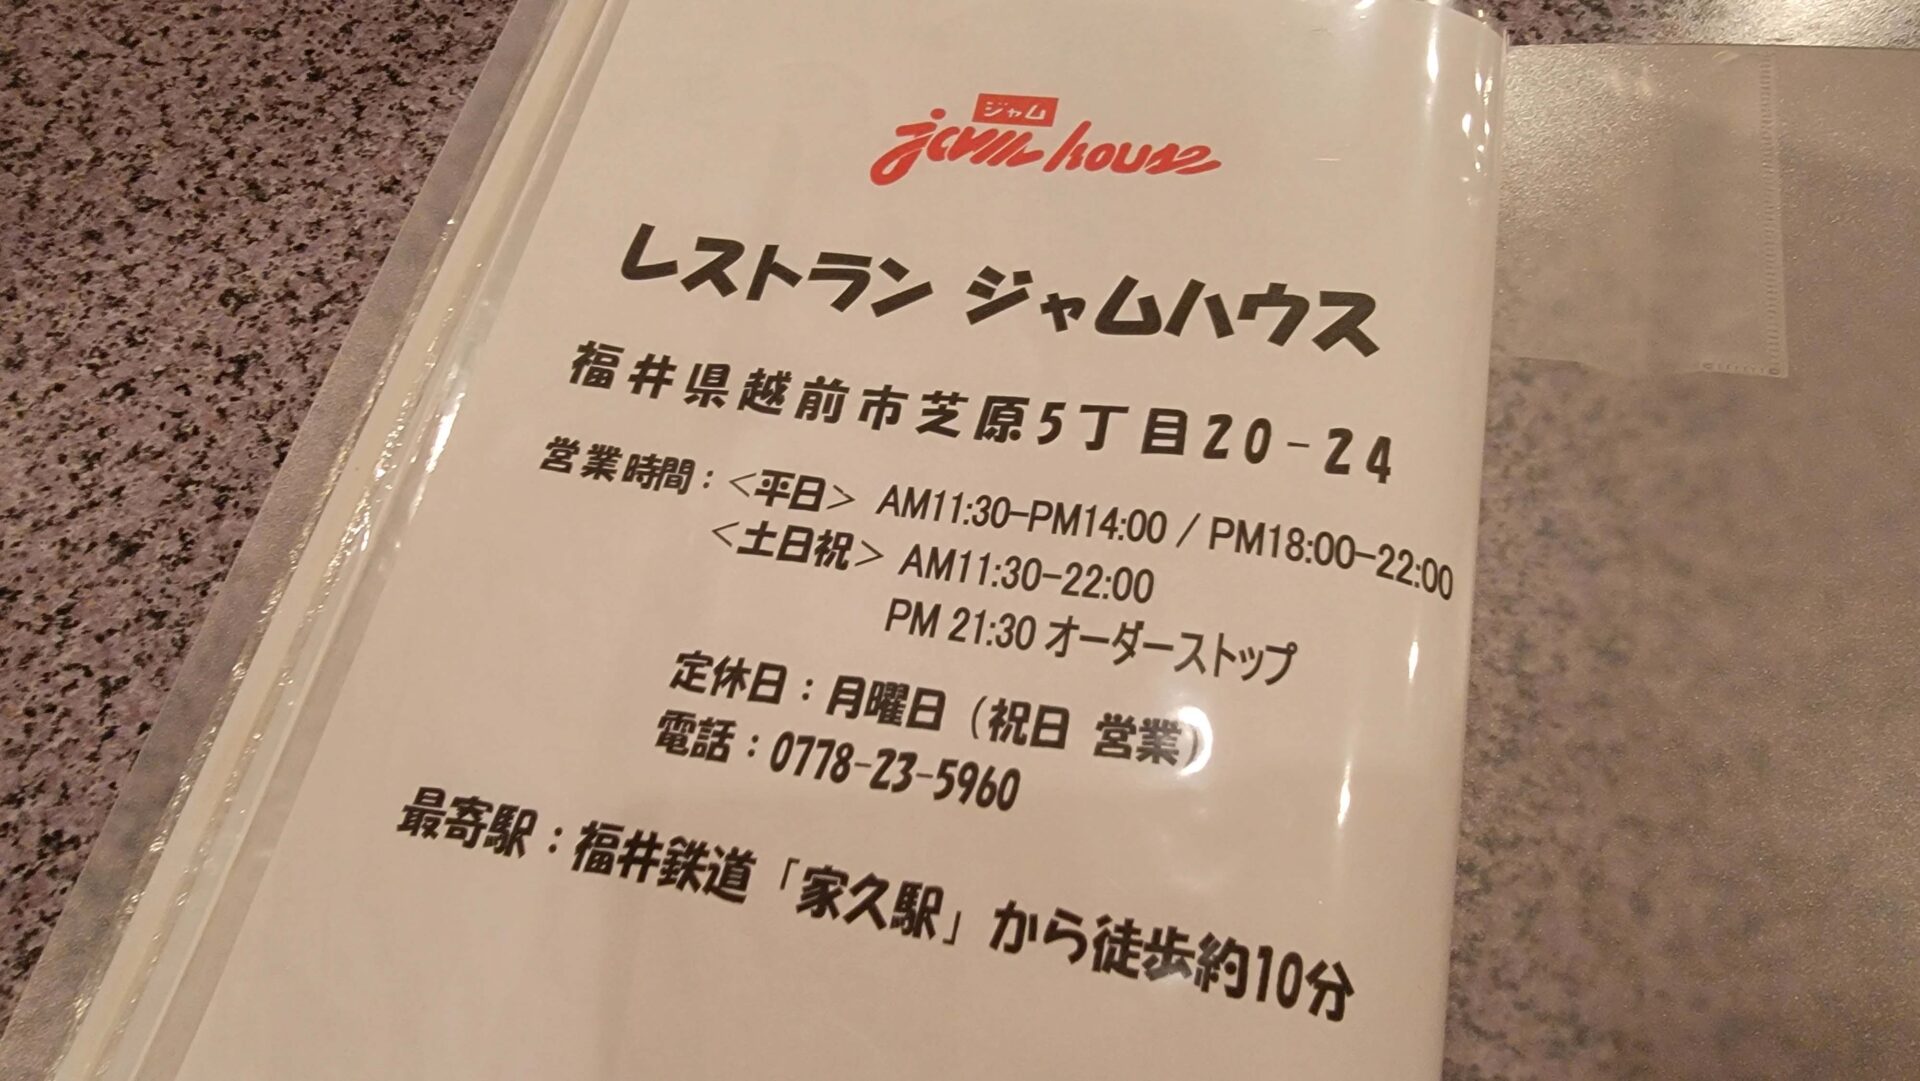 ジャム
jam house
レストラン ジャムハウス
福井県越前市芝原5丁目20-24
営業時間：<平日> AM11:30-PM14:00 / PM18:00-22:00
<土日祝> AM11:30-22:00
PM 21:30 オーダーストップ
定休日：月曜日（祝日 営業）
電話：0778-23-5960
最寄駅：福井鉄道「家久駅」から徒歩約10分